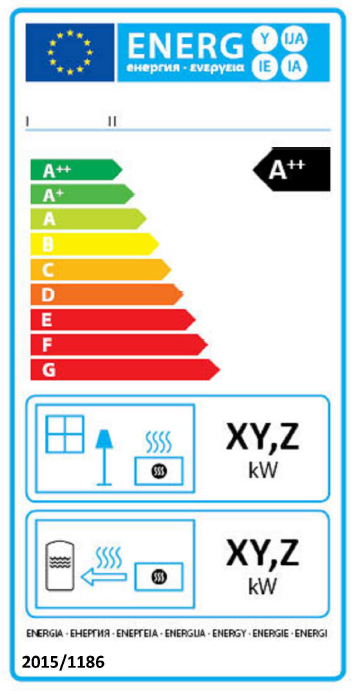 ENERG Y IJA
енергия · ενεργεια IE IA
I II
A++ A++
A+
A
B
C
D
E
F
G
XY,Z
kW
XY,Z
kW
ENERGIA · ЕНЕРГИЯ · ΕΝΕΡΓΕΙΑ · ENERGIJA · ENERGY · ENERGIE · ENERGI
2015/1186